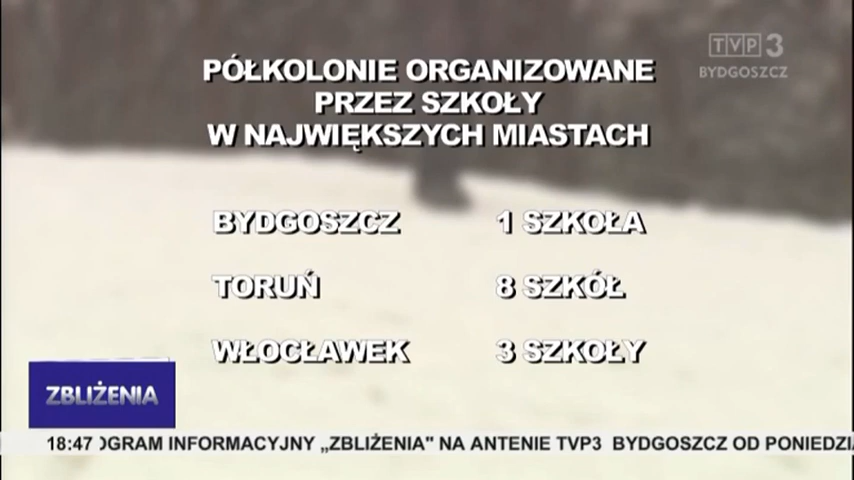 TVP3
BYDGOSZCZ
PÓŁKOLONIE ORGANIZOWANE
PRZEZ SZKOŁY
W NAJWIĘKSZYCH MIASTACH
BYDGOSZCZ 1 SZKOŁA
TORUŃ 8 SZKÓŁ
WŁOCŁAWEK 3 SZKOŁY
ZBLIŻENIA
18:47 OGRAM INFORMACYJNY „ZBLIŻENIA" NA ANTENIE TVP3 BYDGOSZCZ OD PONIEDZIA